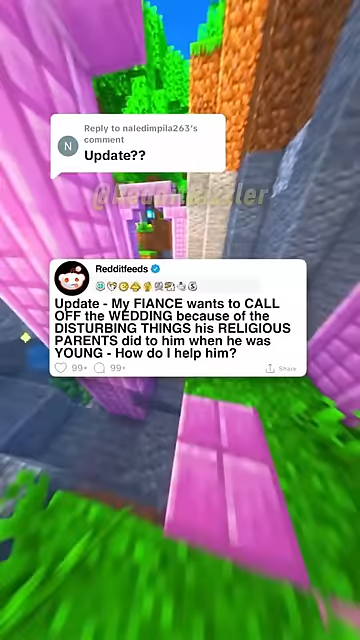 Reply to naledimpila263's
comment
N
Update??
Redditfeeds
Update - My FIANCE wants to CALL
OFF the WEDDING because of the
DISTURBING THINGS his RELIGIOUS
PARENTS did to him when he was
YOUNG - How do I help him?
99+ 99+ Share